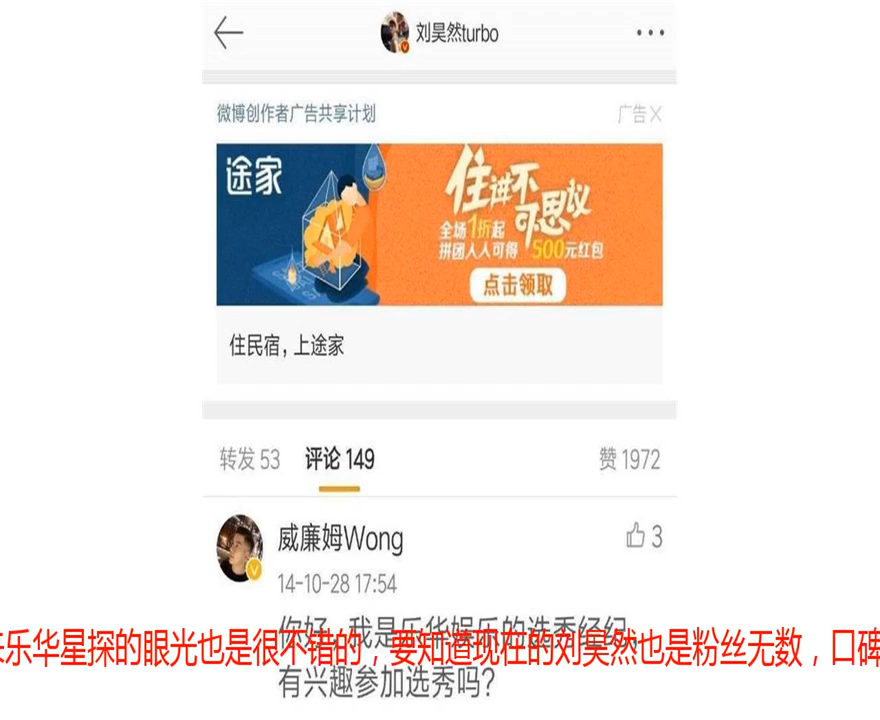 刘昊然turbo
微博创作者广告共享计划
广告
途家
住进不可思议
全场1折起
拼团人人可得 500元红包
点击领取
住民宿，上途家
转发 53 评论 149 赞 1972
威廉姆Wong
3
14-10-28 17:54
你好，我是乐华娱乐的选秀经纪，
乐华星探的眼光也是很不错的，要知道现在的刘昊然也是粉丝无数，口碑
有兴趣参加选秀吗？